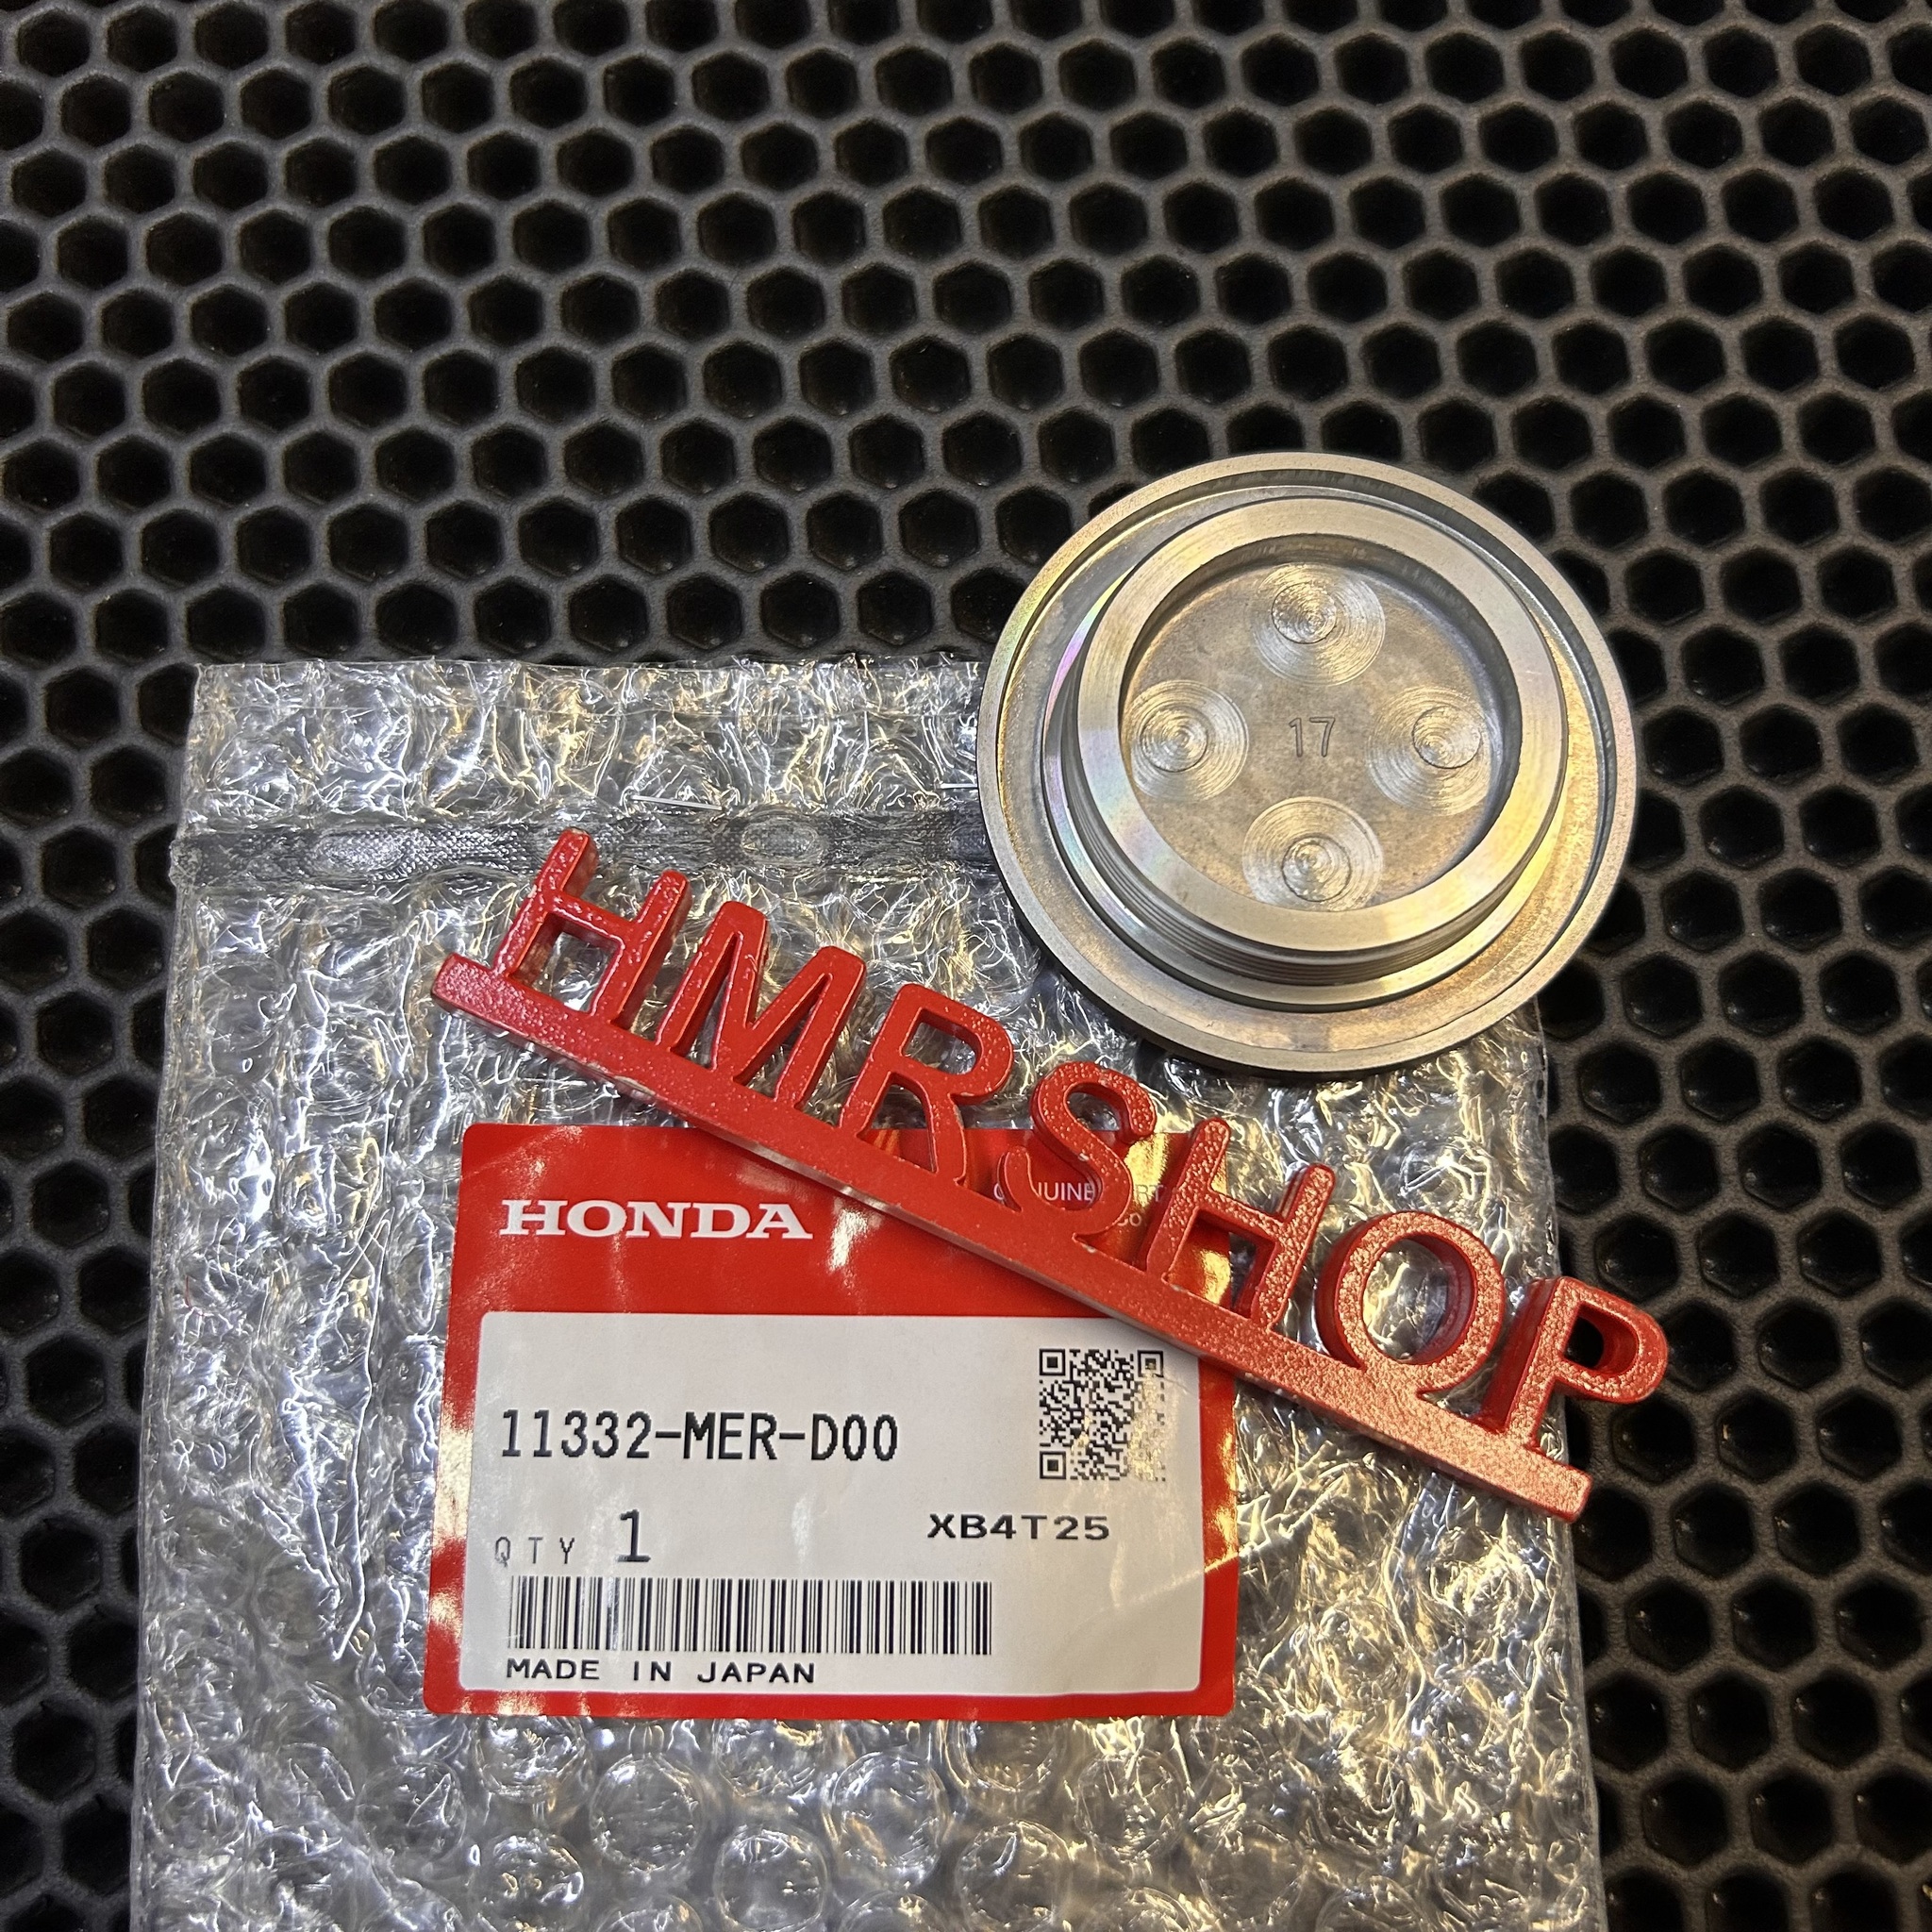 17
HMRSHOP
HONDA
11332-MER-D00
QTY 1
XB4T25
MADE IN JAPAN